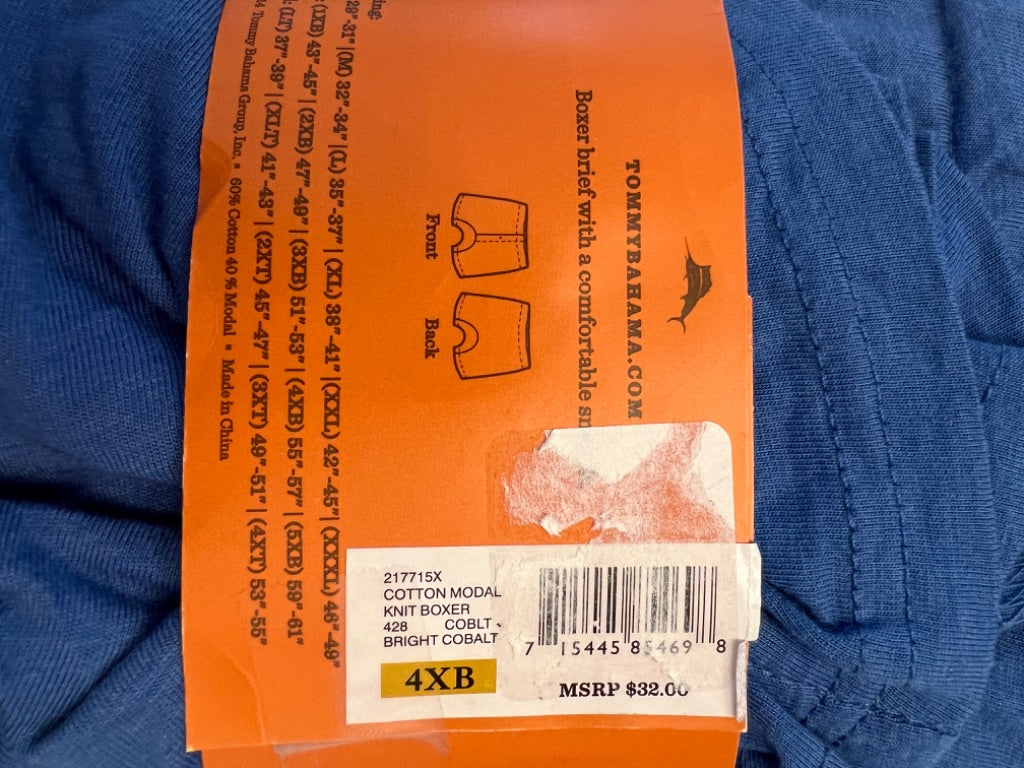 TOMMYBAHAMA.COM
Boxer brief with a comfortable
Front
Back
29"-31" | (M) 32"-34" | (L) 35"-37" | (XL) 38"-41" | (XXL) 42"-45" | (XXXL) 46"-49"
(1XB) 43"-45" | (2XB) 47"-49" | (3XB) 51"-53" | (4XB) 55"-57" | (5XB) 59"-61"
(LT) 37"-39" | (XLT) 41"-43" | (2XT) 45"-47" | (3XT) 49"-51" | (4XT) 53"-55"
Tommy Bahama Group, Inc. ▪ 60% Cotton 40% Modal ▪ Made in China
217715X
COTTON MODAL
KNIT BOXER
428 COBLT
BRIGHT COBALT
4XB
7 15445 85469 8
MSRP $32.00